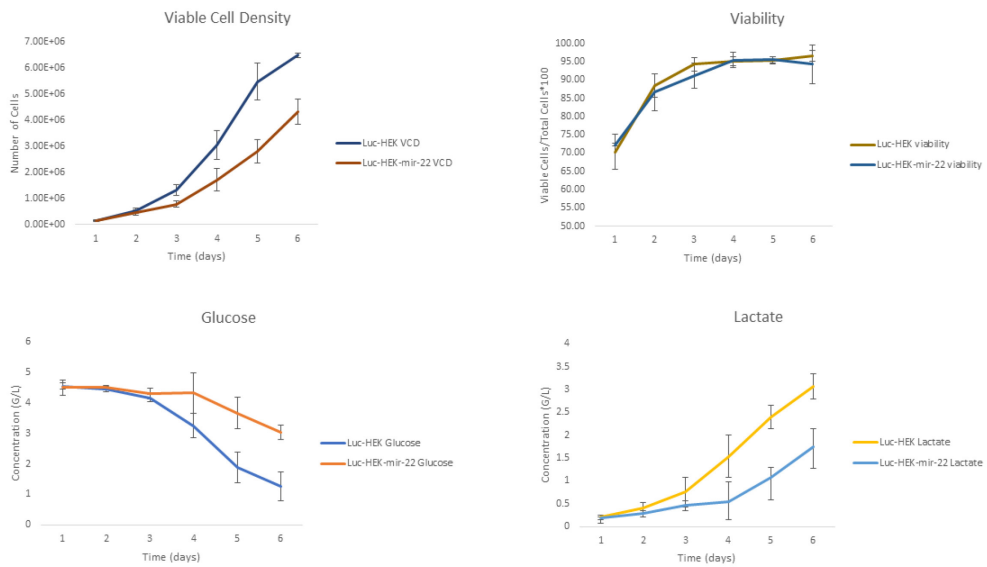 Viable Cell Density
7.00E+06
6.00E+06
5.00E+06
4.00E+06
3.00E+06
2.00E+06
1.00E+06
0.00E+00
Number of Cells
1 2 3 4 5 6
Time (days)
Luc-HEK VCD
Luc-HEK-mir-22 VCD
Viability
100.00
95.00
90.00
85.00
80.00
75.00
70.00
65.00
60.00
55.00
50.00
Viable Cells/Total Cells*100
1 2 3 4 5 6
Time (days)
Luc-HEK viability
Luc-HEK-mir-22 viability
Glucose
6
5
4
3
2
1
0
Concentration (G/L)
1 2 3 4 5 6
Time (days)
Luc-HEK Glucose
Luc-HEK-mir-22 Glucose
Lactate
4
3.5
3
2.5
2
1.5
1
0.5
0
Concentration (G/L)
1 2 3 4 5 6
Time (days)
Luc-HEK Lactate
Luc-HEK-mir-22 Lactate